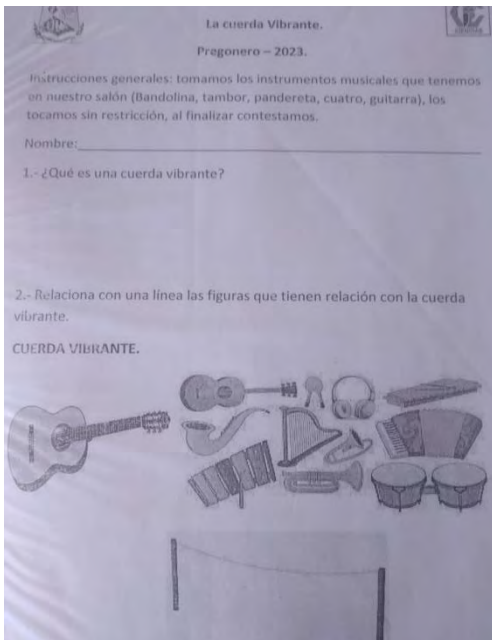 La cuerda Vibrante.
Pregonero – 2023.
Instrucciones generales: tomamos los instrumentos musicales que tenemos
en nuestro salón (Bandolina, tambor, pandereta, cuatro, guitarra), los
tocamos sin restricción, al finalizar contestamos.
Nombre:
1.- ¿Qué es una cuerda vibrante?
2.- Relaciona con una línea las figuras que tienen relación con la cuerda
vibrante.
CUERDA VIBRANTE.